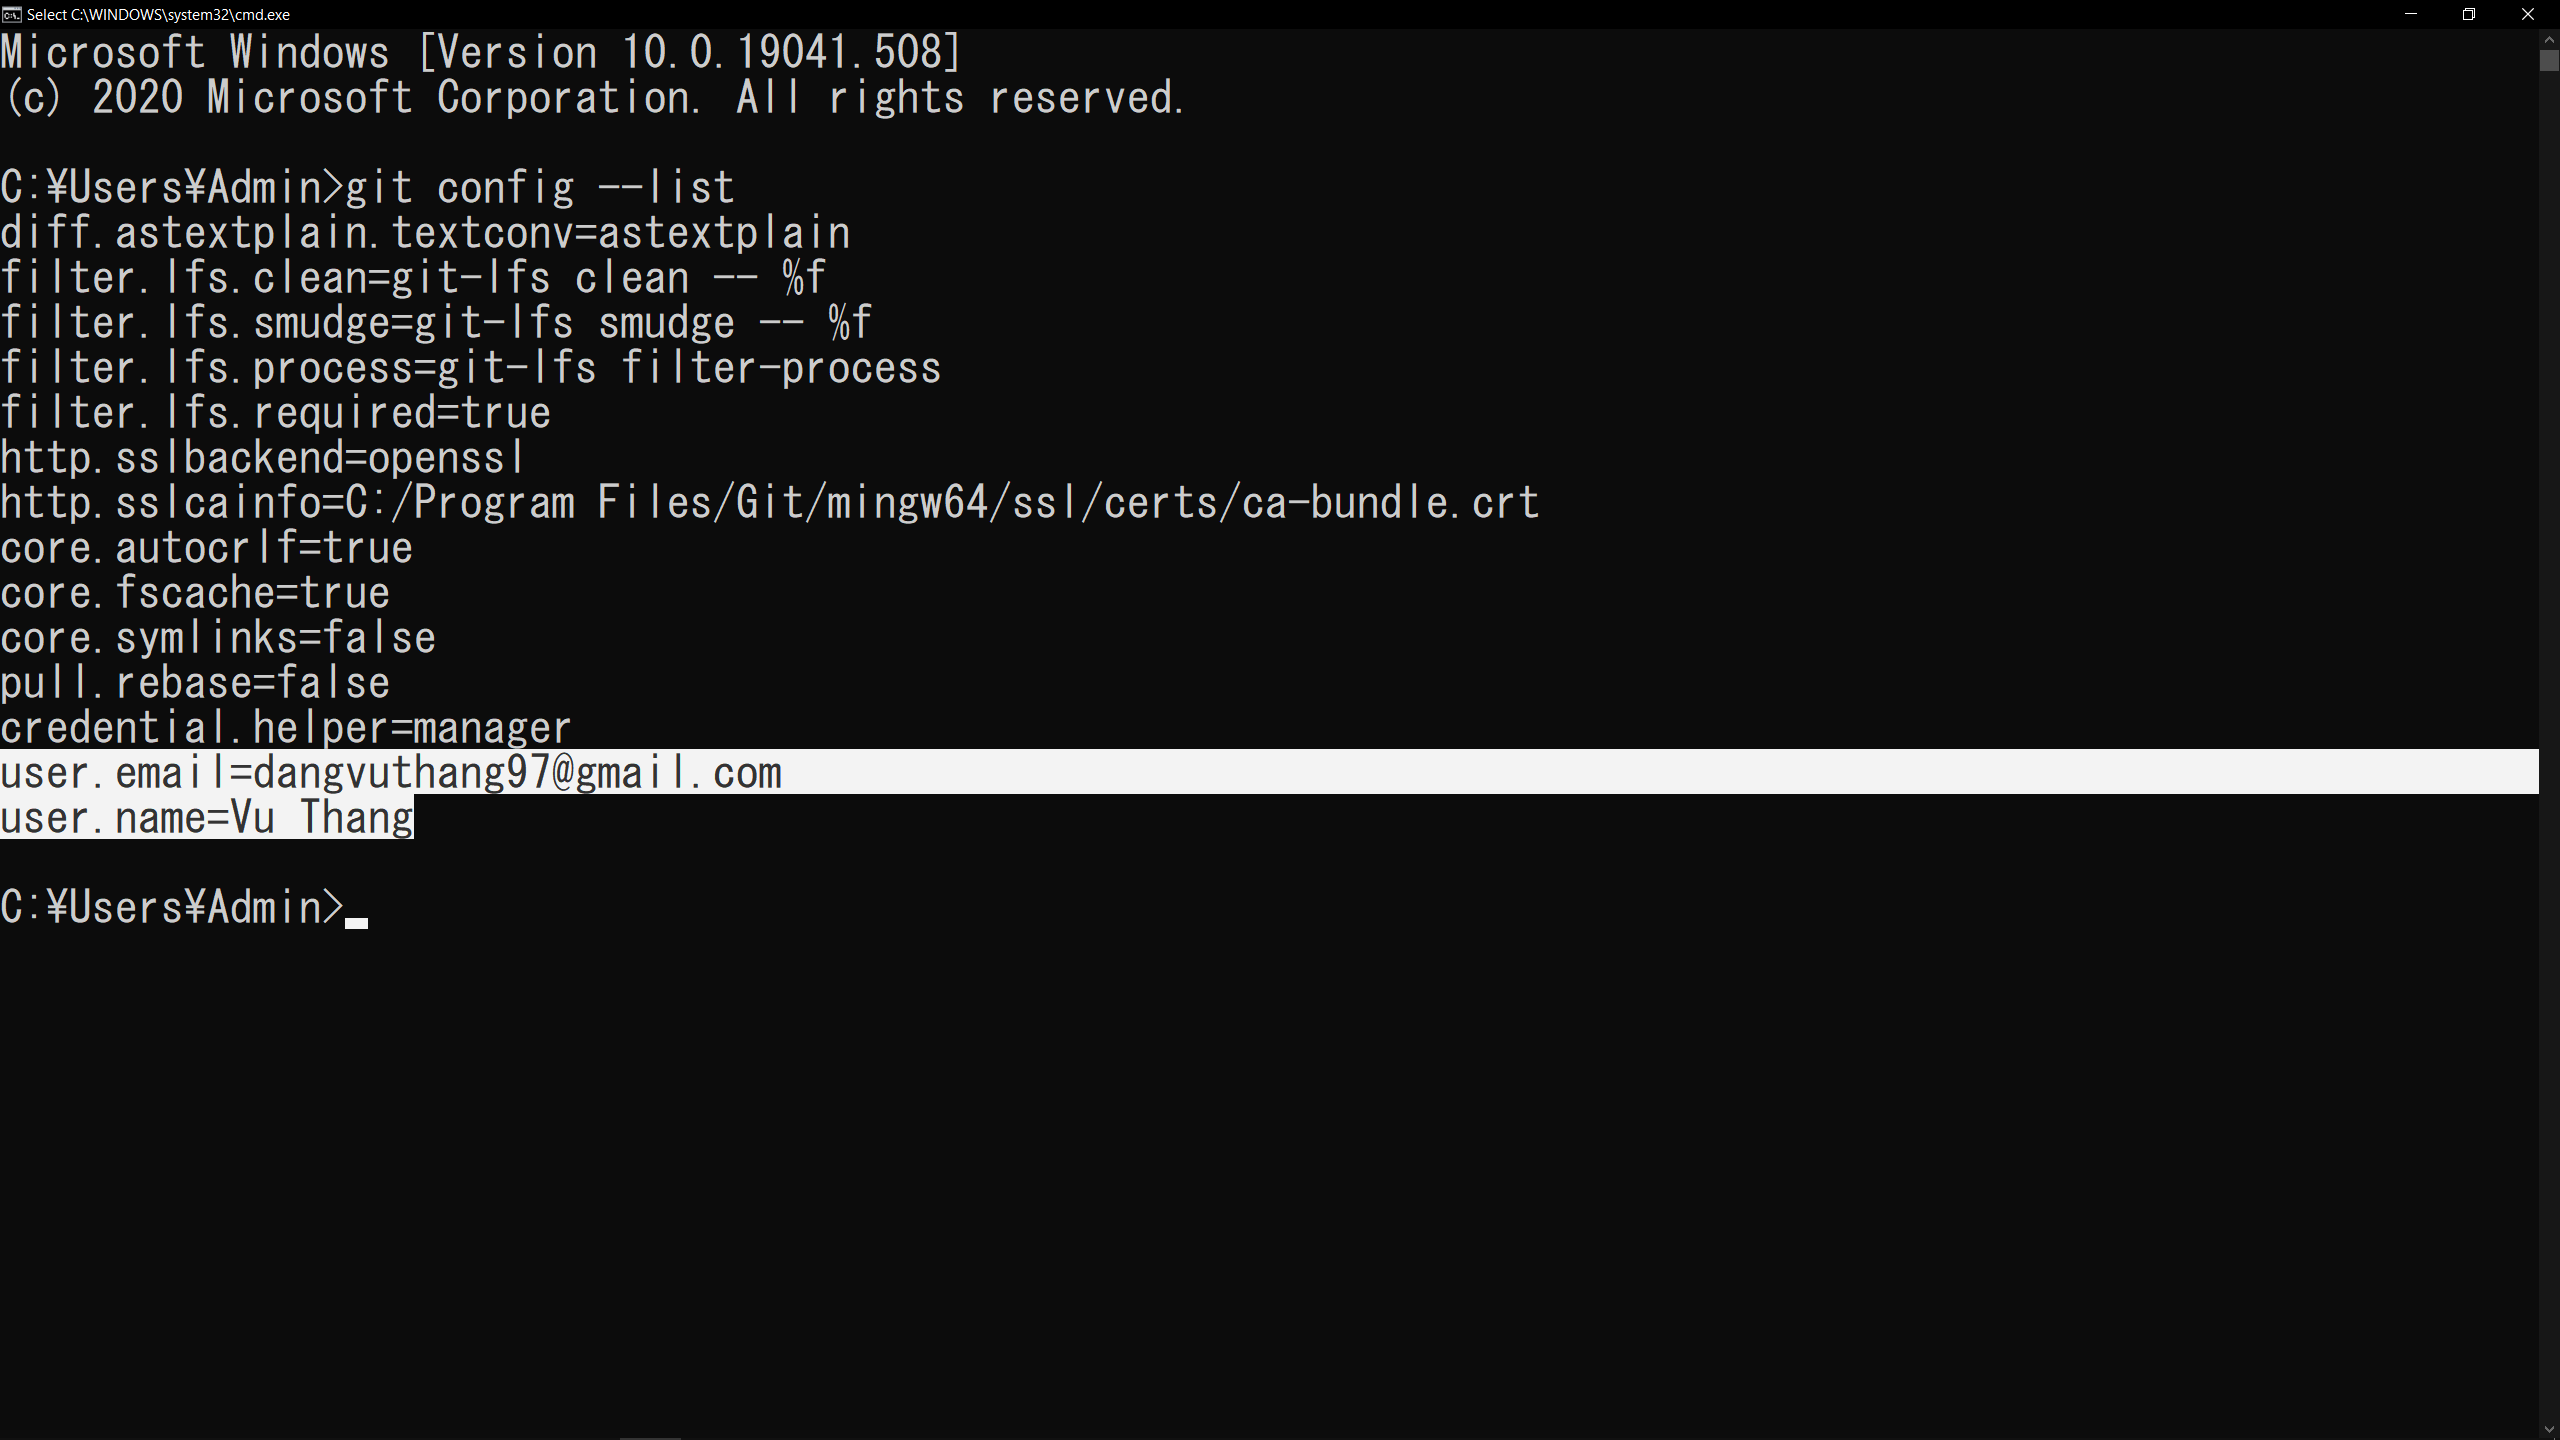 Select C:\WINDOWS\system32\cmd.exe
Microsoft Windows [Version 10.0.19041.508]
(c) 2020 Microsoft Corporation. All rights reserved.
C:¥Users¥Admin>git config --list
diff.astextplain.textconv=astextplain
filter.lfs.clean=git-lfs clean -- %f
filter.lfs.smudge=git-lfs smudge -- %f
filter.lfs.process=git-lfs filter-process
filter.lfs.required=true
http.sslbackend=openssl
http.sslcainfo=C:/Program Files/Git/mingw64/ssl/certs/ca-bundle.crt
core.autocrlf=true
core.fscache=true
core.symlinks=false
pull.rebase=false
credential.helper=manager
user.email=dangvuthang97@gmail.com
user.name=Vu Thang
C:¥Users¥Admin>